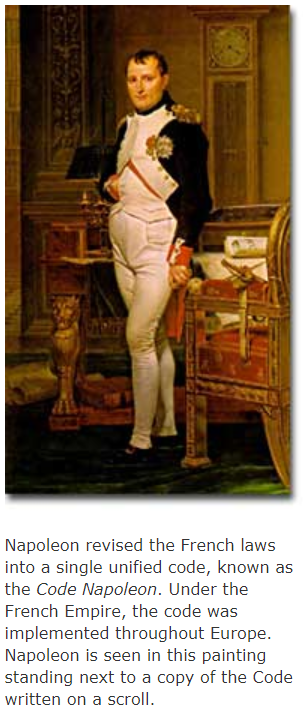 Napoleon revised the French laws
into a single unified code, known as
the Code Napoleon. Under the
French Empire, the code was
implemented throughout Europe.
Napoleon is seen in this painting
standing next to a copy of the Code
written on a scroll.